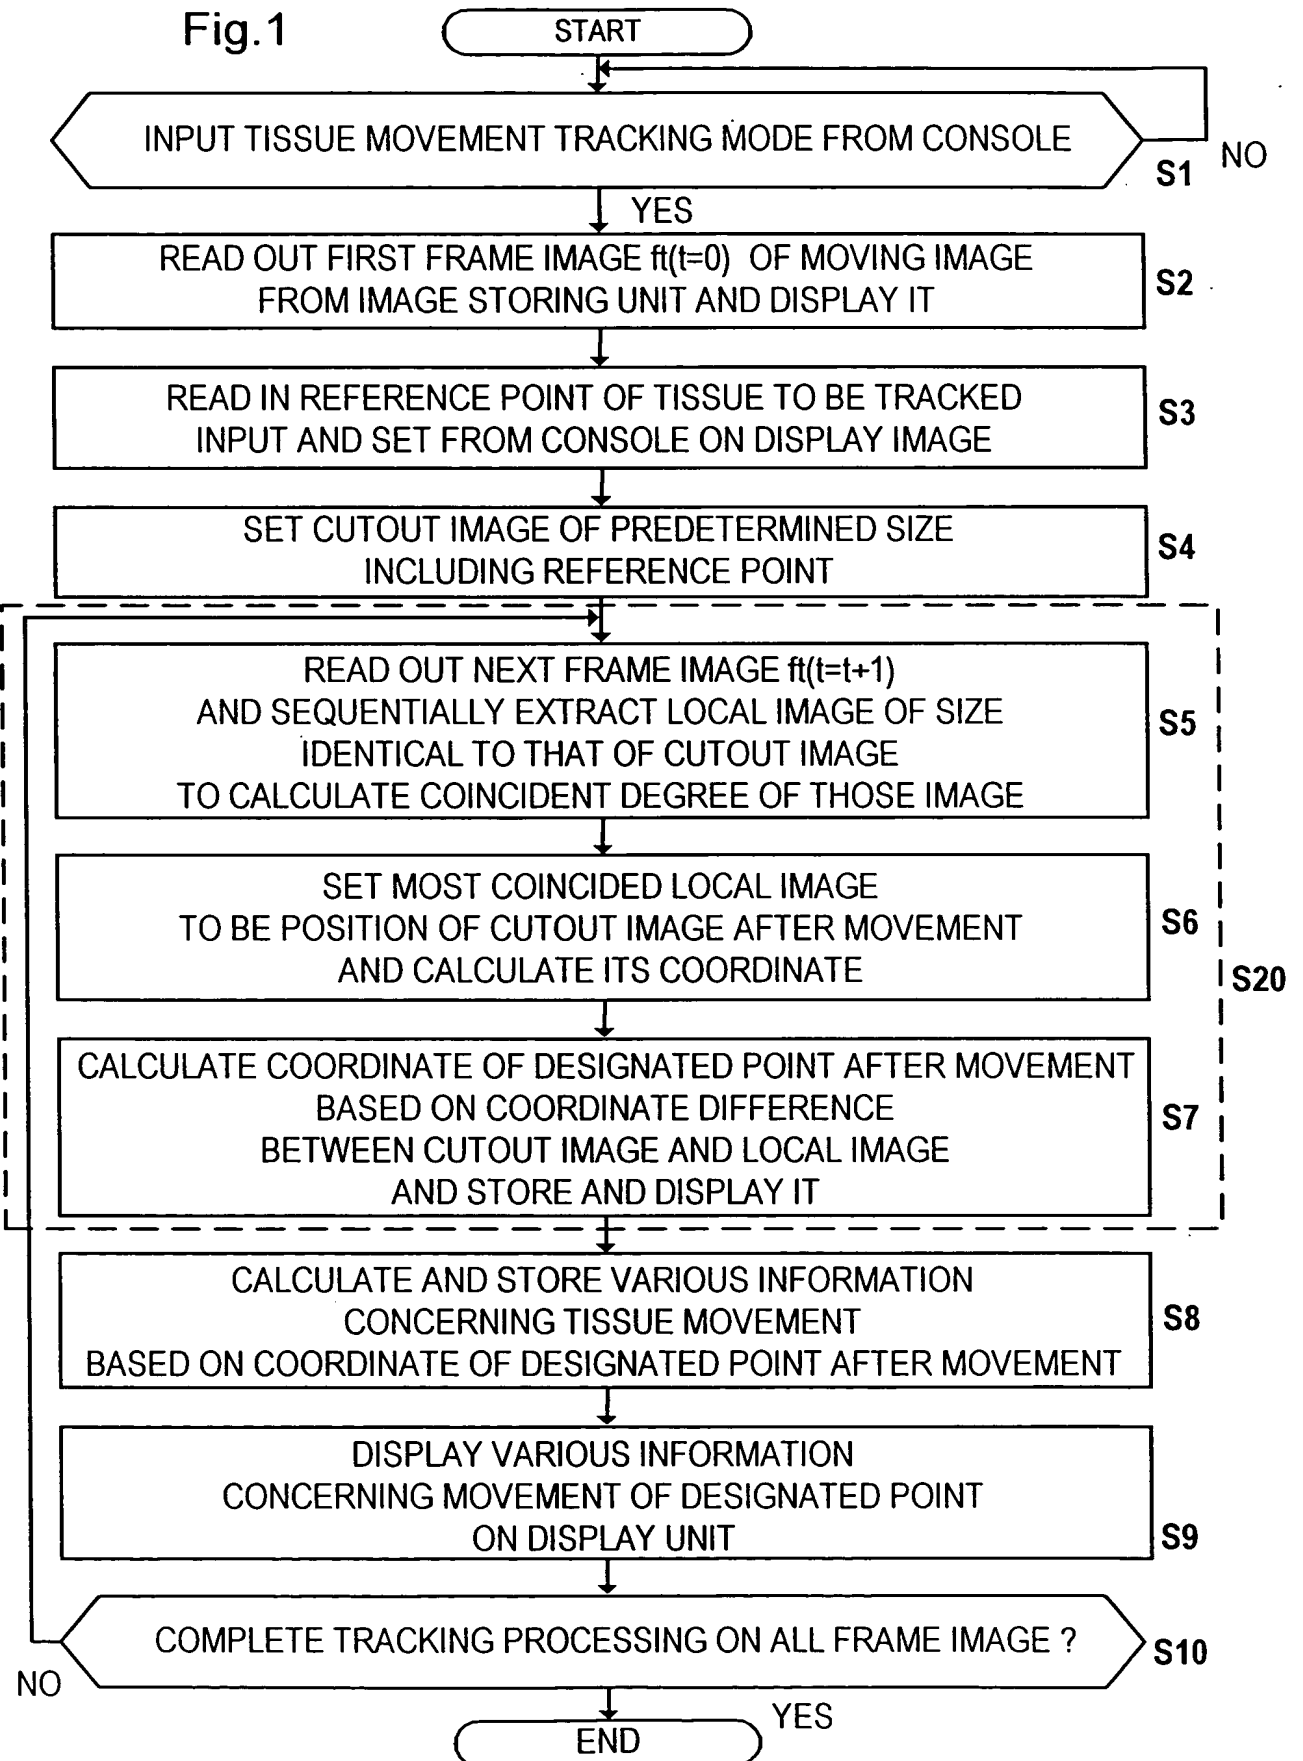 Fig.1
START
INPUT TISSUE MOVEMENT TRACKING MODE FROM CONSOLE
S1
NO
YES
READ OUT FIRST FRAME IMAGE ft(t=0) OF MOVING IMAGE
FROM IMAGE STORING UNIT AND DISPLAY IT
S2
READ IN REFERENCE POINT OF TISSUE TO BE TRACKED
INPUT AND SET FROM CONSOLE ON DISPLAY IMAGE
S3
SET CUTOUT IMAGE OF PREDETERMINED SIZE
INCLUDING REFERENCE POINT
S4
READ OUT NEXT FRAME IMAGE ft(t=t+1)
AND SEQUENTIALLY EXTRACT LOCAL IMAGE OF SIZE
IDENTICAL TO THAT OF CUTOUT IMAGE
TO CALCULATE COINCIDENT DEGREE OF THOSE IMAGE
S5
SET MOST COINCIDED LOCAL IMAGE
TO BE POSITION OF CUTOUT IMAGE AFTER MOVEMENT
AND CALCULATE ITS COORDINATE
S6
S20
CALCULATE COORDINATE OF DESIGNATED POINT AFTER MOVEMENT
BASED ON COORDINATE DIFFERENCE
BETWEEN CUTOUT IMAGE AND LOCAL IMAGE
AND STORE AND DISPLAY IT
S7
CALCULATE AND STORE VARIOUS INFORMATION
CONCERNING TISSUE MOVEMENT
BASED ON COORDINATE OF DESIGNATED POINT AFTER MOVEMENT
S8
DISPLAY VARIOUS INFORMATION
CONCERNING MOVEMENT OF DESIGNATED POINT
ON DISPLAY UNIT
S9
COMPLETE TRACKING PROCESSING ON ALL FRAME IMAGE ?
S10
NO
YES
END